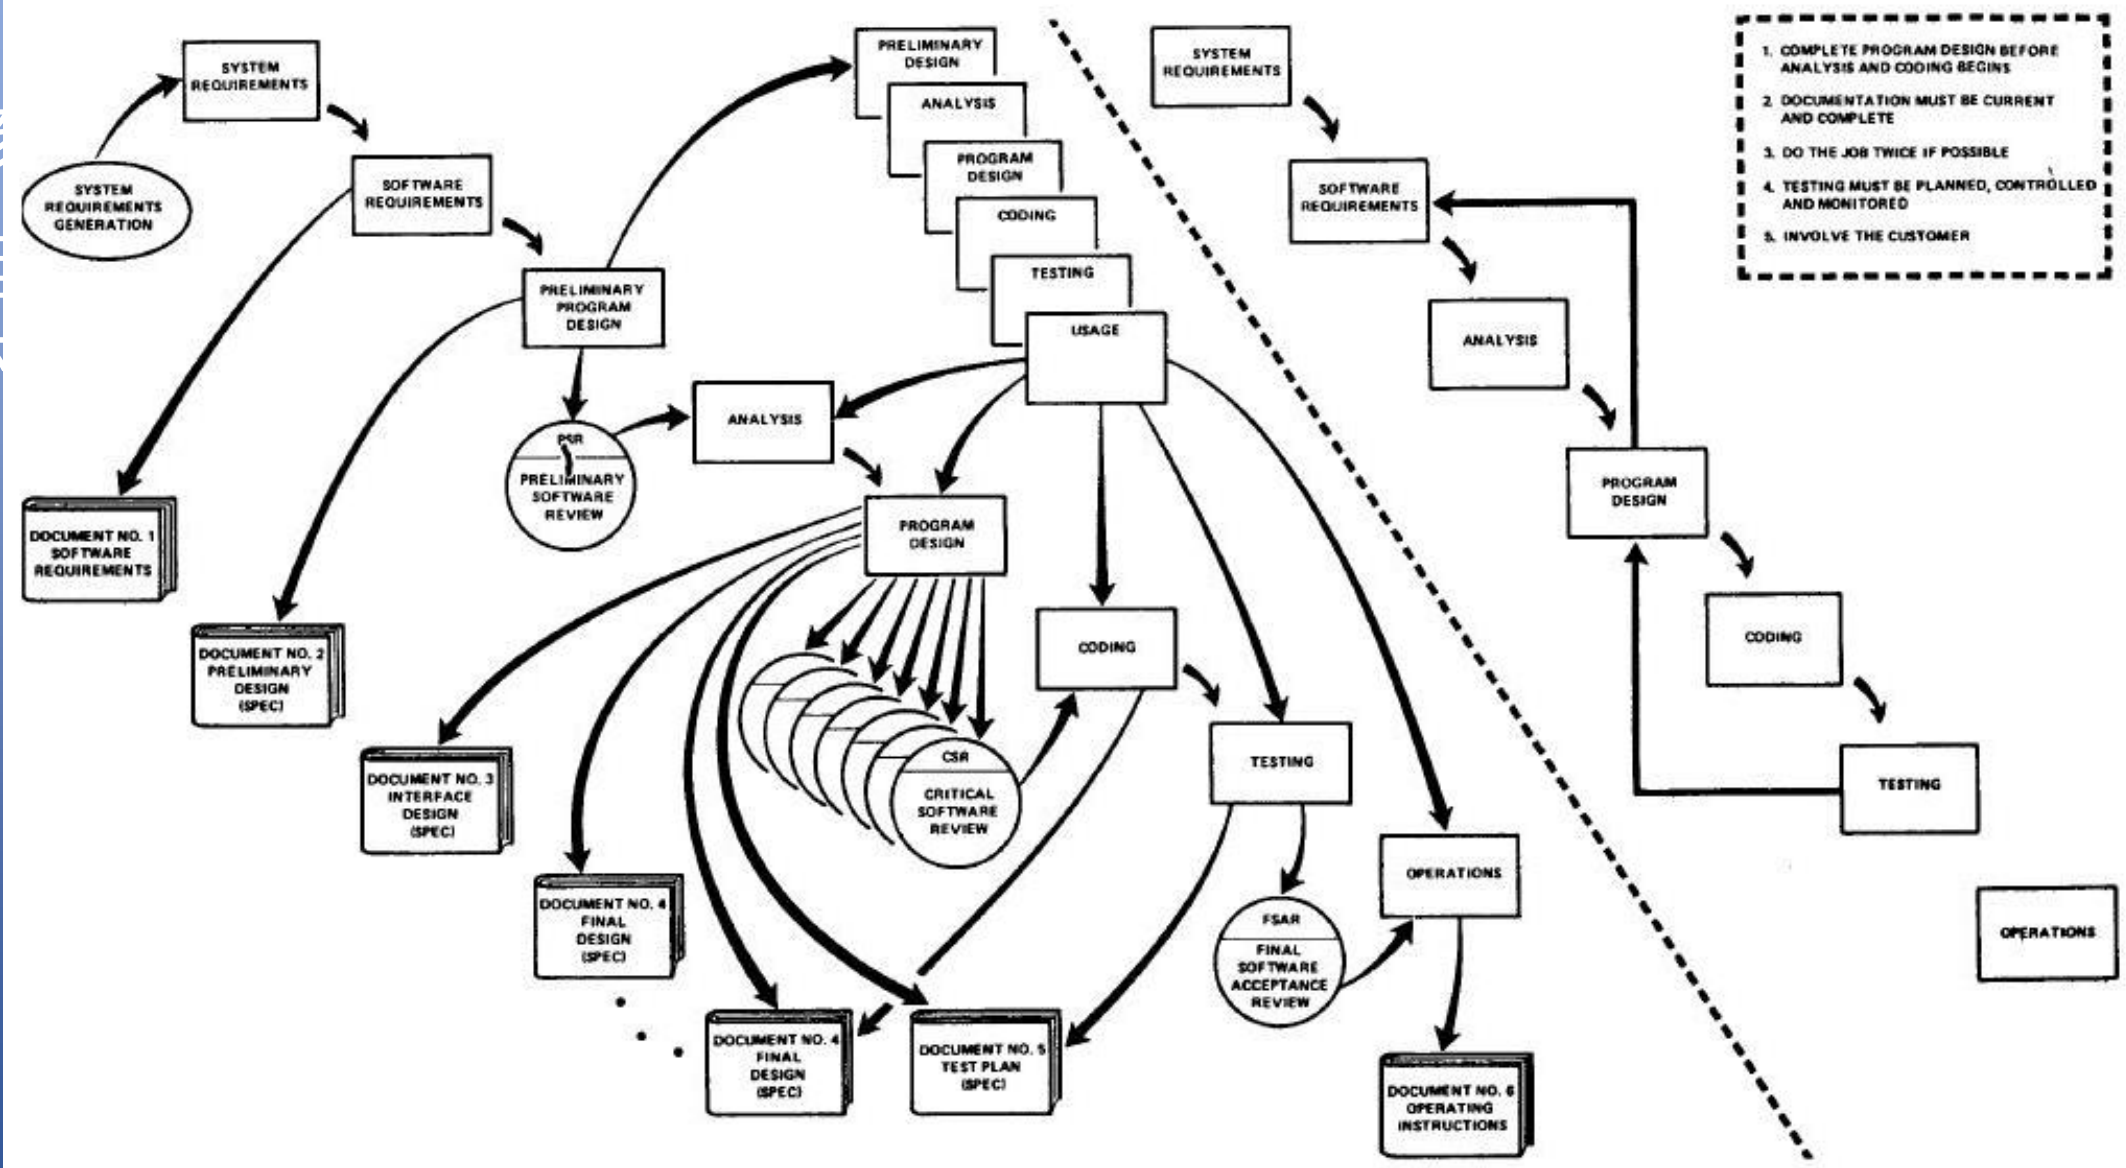 SYSTEM
REQUIREMENTS
SYSTEM
REQUIREMENTS
GENERATION
SOFTWARE
REQUIREMENTS
PRELIMINARY
PROGRAM
DESIGN
PRELIMINARY
DESIGN
ANALYSIS
PROGRAM
DESIGN
CODING
TESTING
USAGE
PSR
PRELIMINARY
SOFTWARE
REVIEW
ANALYSIS
PROGRAM
DESIGN
DOCUMENT NO. 1
SOFTWARE
REQUIREMENTS
DOCUMENT NO. 2
PRELIMINARY
DESIGN
(SPEC)
DOCUMENT NO. 3
INTERFACE
DESIGN
(SPEC)
DOCUMENT NO. 4
FINAL
DESIGN
(SPEC)
DOCUMENT NO. 4
FINAL
DESIGN
(SPEC)
DOCUMENT NO. 5
TEST PLAN
(SPEC)
CSR
CRITICAL
SOFTWARE
REVIEW
CODING
TESTING
FSAR
FINAL
SOFTWARE
ACCEPTANCE
REVIEW
OPERATIONS
DOCUMENT NO. 6
OPERATING
INSTRUCTIONS
SYSTEM
REQUIREMENTS
SOFTWARE
REQUIREMENTS
ANALYSIS
PROGRAM
DESIGN
CODING
TESTING
OPERATIONS
1. COMPLETE PROGRAM DESIGN BEFORE
ANALYSIS AND CODING BEGINS
2. DOCUMENTATION MUST BE CURRENT
AND COMPLETE
3. DO THE JOB TWICE IF POSSIBLE
4. TESTING MUST BE PLANNED, CONTROLLED
AND MONITORED
5. INVOLVE THE CUSTOMER